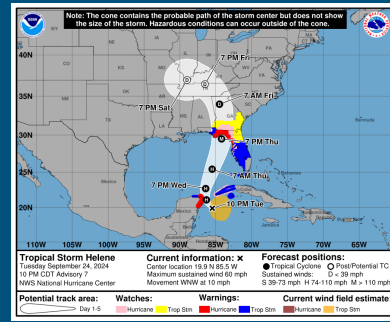 Note: The cone contains the probable path of the storm center but does not show
the size of the storm. Hazardous conditions can occur outside of the cone.
NOAA
7 PM Fri
40N
7 AM Fri
7 PM Sat
35N
7 PM Thu
30N
7 AM Thu
25N
7 PM Wed
10 PM Tue
20N
110W 105W 100W 95W 90W 85W 80W 75W 70W 65W
Tropical Storm Helene
Tuesday September 24, 2024
10 PM CDT Advisory 7
NWS National Hurricane Center
Current information: x
Center location 19.9 N 85.5 W
Maximum sustained wind 60 mph
Movement WNW at 10 mph
Forecast positions:
Tropical Cyclone Post/Potential TC
Sustained winds: D < 39 mph
S 39-73 mph H 74-110 mph M > 110 mph
Potential track area:
Day 1-5
Watches:
Hurricane Trop Stm
Warnings:
Hurricane Trop Stm
Current wind field estimate
Hurricane Trop Stm